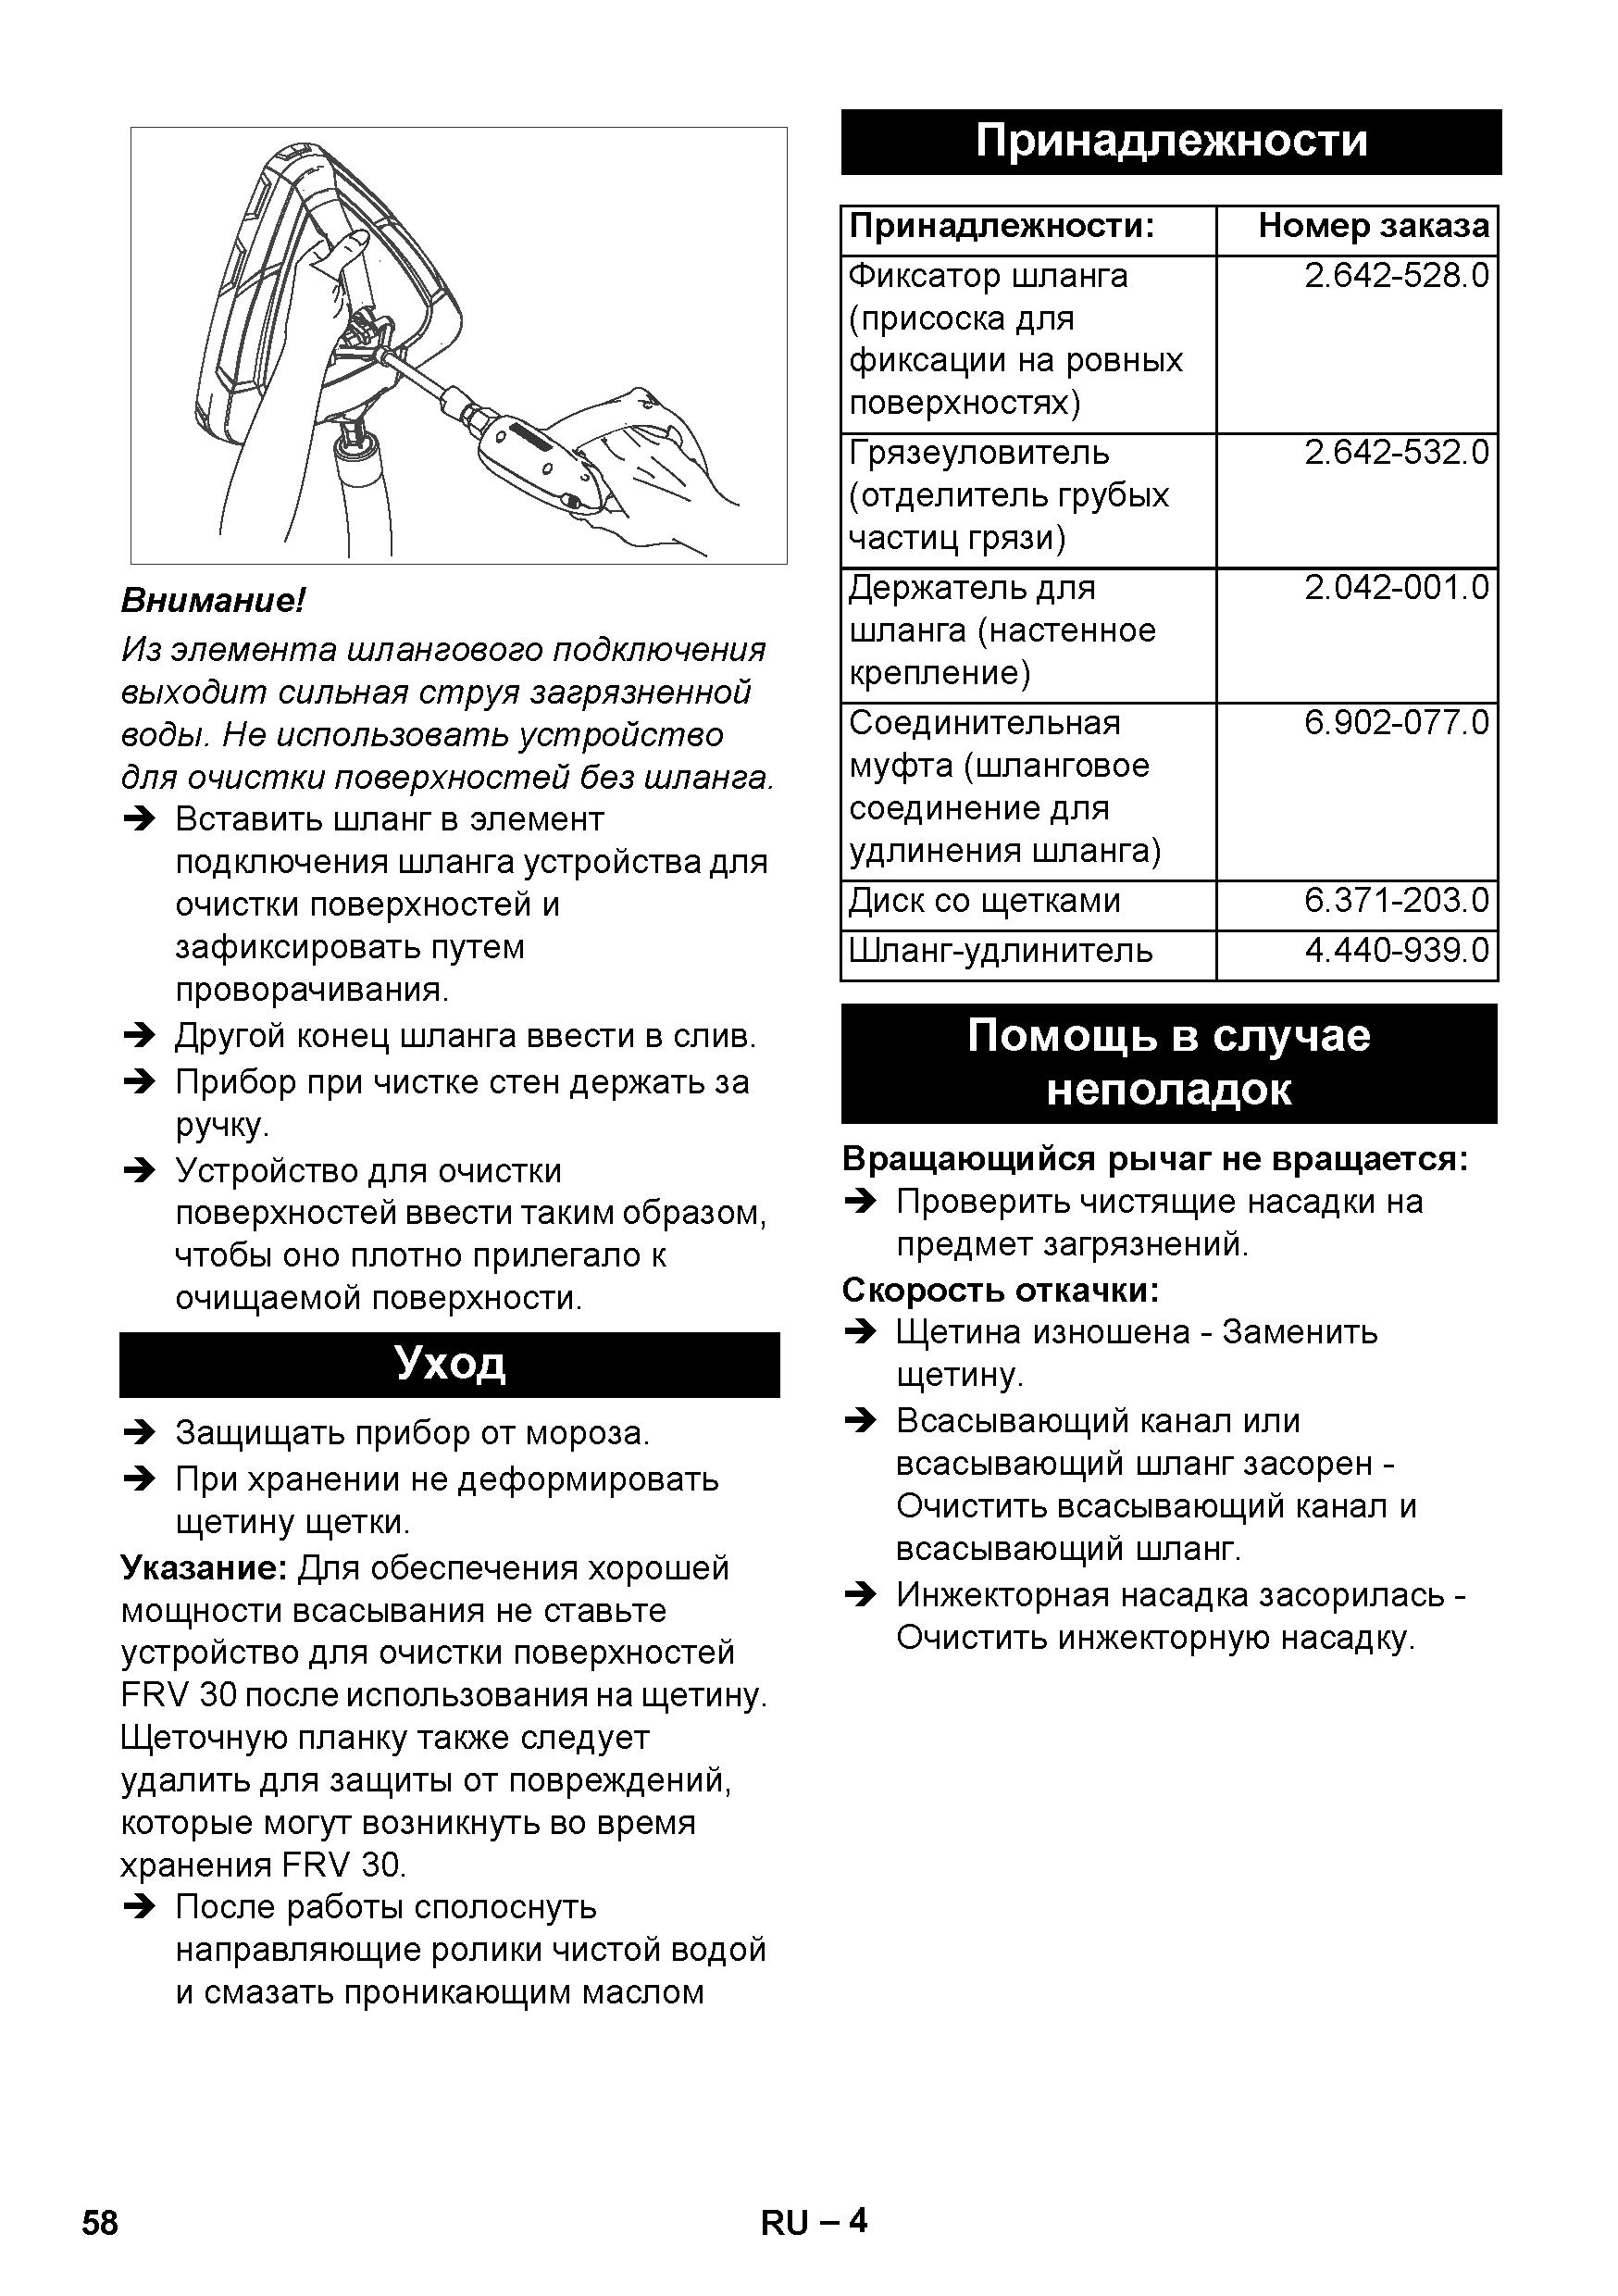 Внимание!
Из элемента шлангового подключения
выходит сильная струя загрязненной
воды. Не использовать устройство
для очистки поверхностей без шланга.
➔ Вставить шланг в элемент
подключения шланга устройства для
очистки поверхностей и
зафиксировать путем
проворачивания.
➔ Другой конец шланга ввести в слив.
➔ Прибор при чистке стен держать за
ручку.
➔ Устройство для очистки
поверхностей ввести таким образом,
чтобы оно плотно прилегало к
очищаемой поверхности.
Уход
➔ Защищать прибор от мороза.
➔ При хранении не деформировать
щетину щетки.
Указание: Для обеспечения хорошей
мощности всасывания не ставьте
устройство для очистки поверхностей
FRV 30 после использования на щетину.
Щеточную планку также следует
удалить для защиты от повреждений,
которые могут возникнуть во время
хранения FRV 30.
➔ После работы сполоснуть
направляющие ролики чистой водой
и смазать проникающим маслом
Принадлежности
Принадлежности: Номер заказа
Фиксатор шланга 2.642-528.0
(присоска для
фиксации на ровных
поверхностях)
Грязеуловитель 2.642-532.0
(отделитель грубых
частиц грязи)
Держатель для 2.042-001.0
шланга (настенное
крепление)
Соединительная 6.902-077.0
муфта (шланговое
соединение для
удлинения шланга)
Диск со щетками 6.371-203.0
Шланг-удлинитель 4.440-939.0
Помощь в случае
неполадок
Вращающийся рычаг не вращается:
➔ Проверить чистящие насадки на
предмет загрязнений.
Скорость откачки:
➔ Щетина изношена - Заменить
щетину.
➔ Всасывающий канал или
всасывающий шланг засорен -
Очистить всасывающий канал и
всасывающий шланг.
➔ Инжекторная насадка засорилась -
Очистить инжекторную насадку.
58 RU – 4